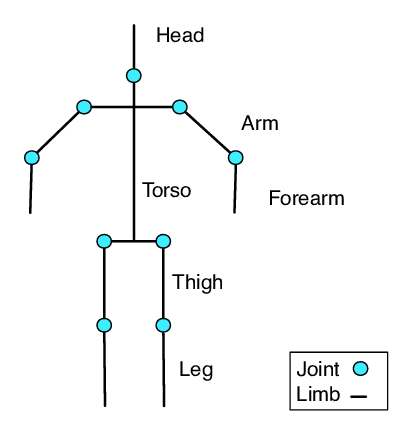 Head
Arm
Torso
Forearm
Thigh
Leg
Joint
Limb